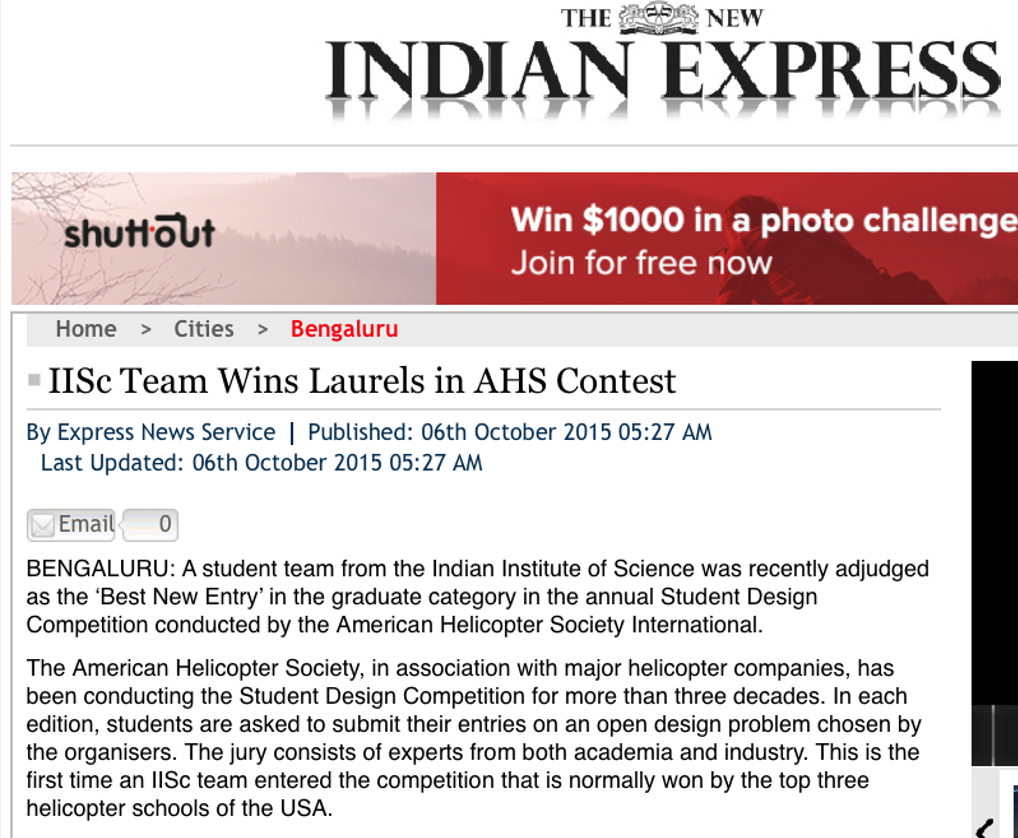 THE NEW
INDIAN EXPRESS
shuttout
Win $1000 in a photo challenge
Join for free now
Home > Cities > Bengaluru
IISc Team Wins Laurels in AHS Contest
By Express News Service | Published: 06th October 2015 05:27 AM
Last Updated: 06th October 2015 05:27 AM
Email 0
BENGALURU: A student team from the Indian Institute of Science was recently adjudged
as the ‘Best New Entry’ in the graduate category in the annual Student Design
Competition conducted by the American Helicopter Society International.
The American Helicopter Society, in association with major helicopter companies, has
been conducting the Student Design Competition for more than three decades. In each
edition, students are asked to submit their entries on an open design problem chosen by
the organisers. The jury consists of experts from both academia and industry. This is the
first time an IISc team entered the competition that is normally won by the top three
helicopter schools of the USA.